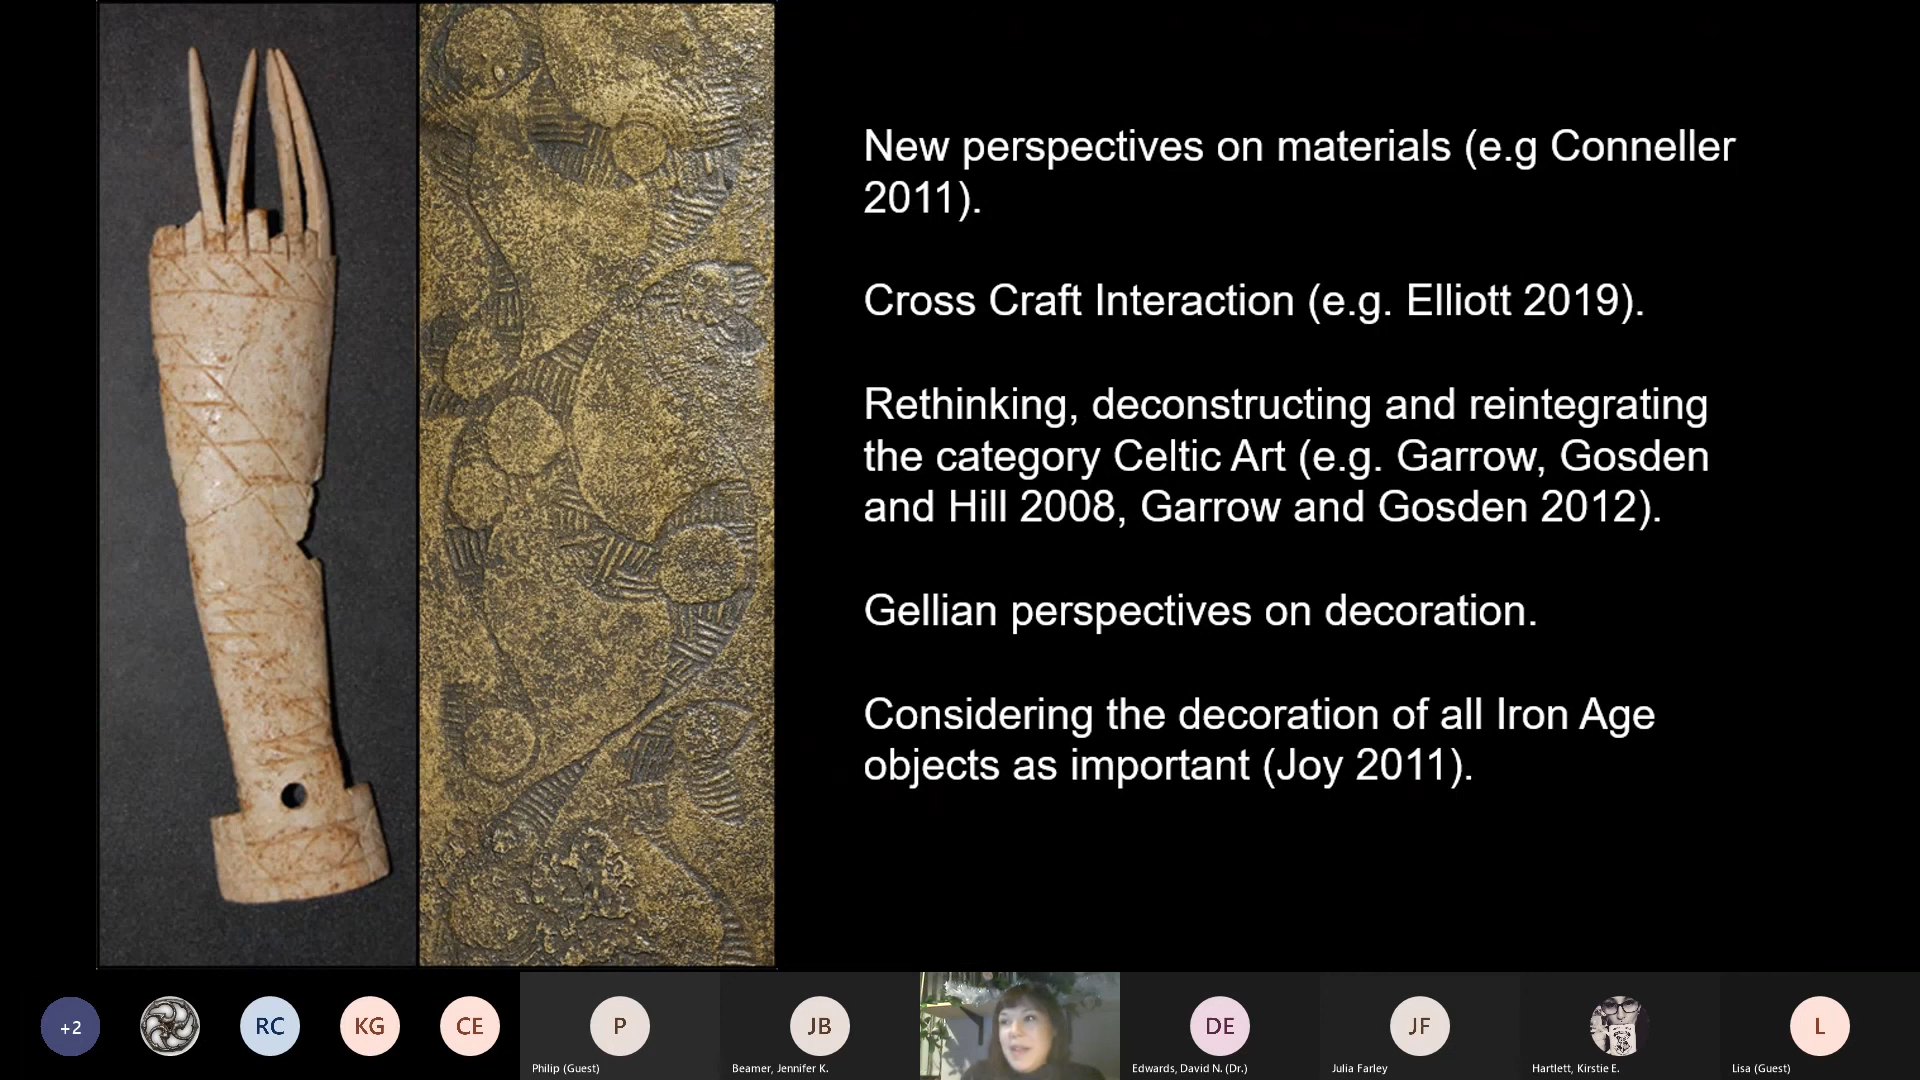 New perspectives on materials (e.g Conneller
2011).
Cross Craft Interaction (e.g. Elliott 2019).
Rethinking, deconstructing and reintegrating
the category Celtic Art (e.g. Garrow, Gosden
and Hill 2008, Garrow and Gosden 2012).
Gellian perspectives on decoration.
Considering the decoration of all Iron Age
objects as important (Joy 2011).
+2
RC
KG
CE
P
JB
DE
JF
L
Philip (Guest)
Beamer, Jennifer K.
Edwards, David N. (Dr.)
Julia Farley
Hartlett, Kirstie E.
Lisa (Guest)